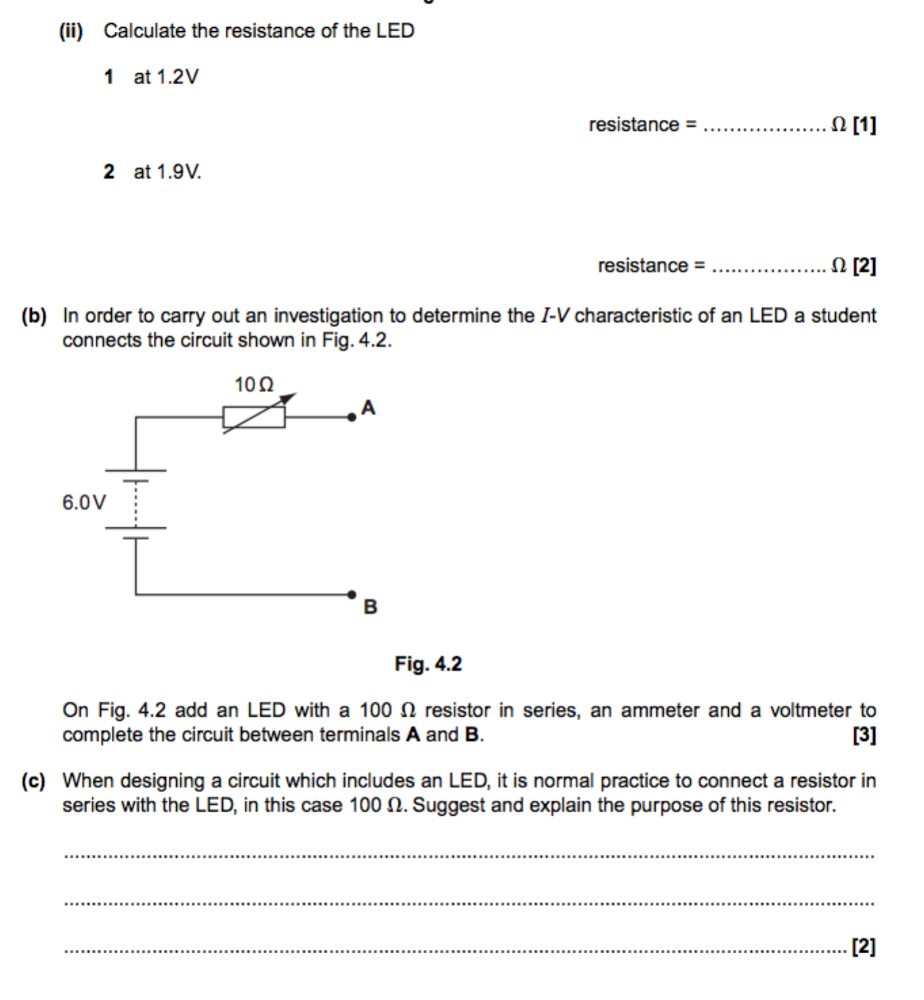 (ii) Calculate the resistance of the LED
1 at 1.2V
resistance = ................... Ω [1]
2 at 1.9V.
resistance = .................. Ω [2]
(b) In order to carry out an investigation to determine the I-V characteristic of an LED a student
connects the circuit shown in Fig. 4.2.
10Ω
A
6.0V
B
Fig. 4.2
On Fig. 4.2 add an LED with a 100 Ω resistor in series, an ammeter and a voltmeter to
complete the circuit between terminals A and B. [3]
(c) When designing a circuit which includes an LED, it is normal practice to connect a resistor in
series with the LED, in this case 100 Ω. Suggest and explain the purpose of this resistor.
[2]